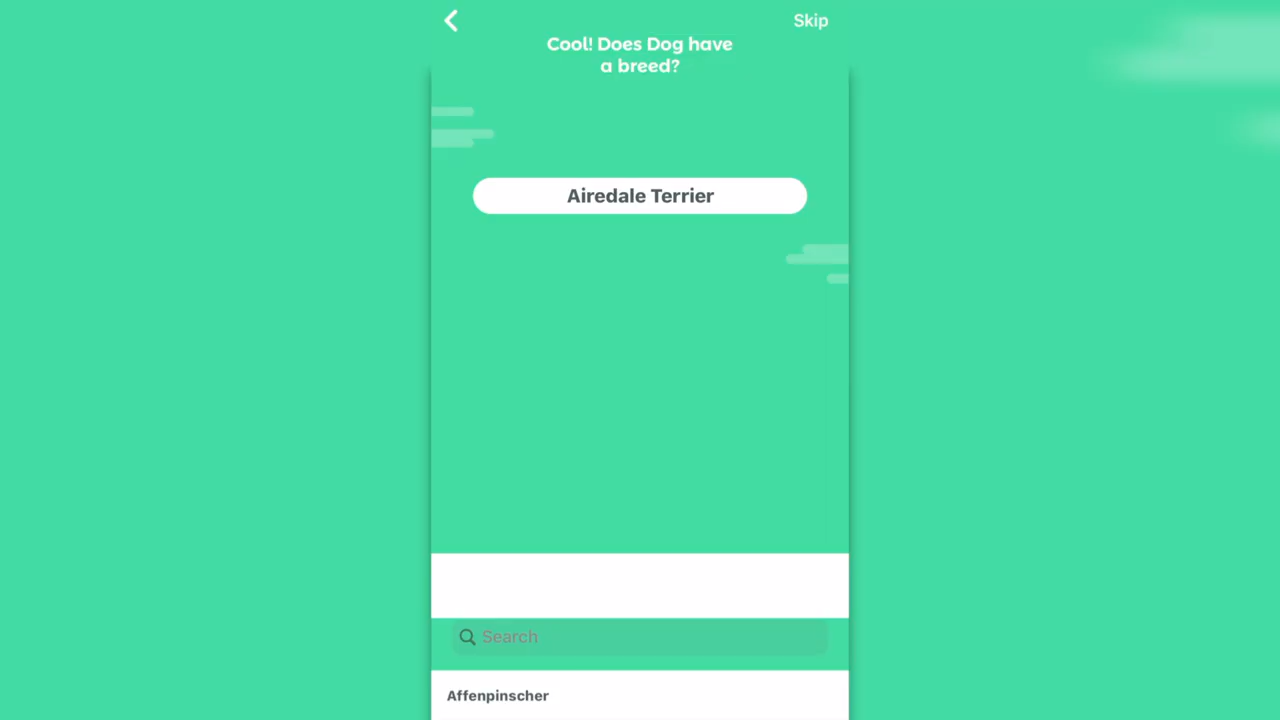 Skip
Cool! Does Dog have
a breed?
Airedale Terrier
Search
Affenpinscher